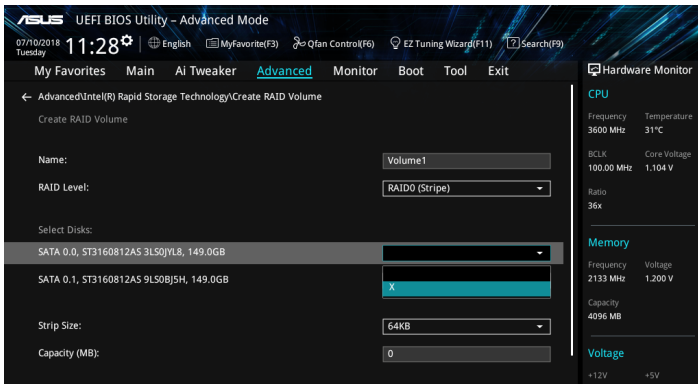 ASUS UEFI BIOS Utility – Advanced Mode
07/10/2018 Tuesday 11:28 English MyFavorite(F3) Qfan Control(F6) EZ Tuning Wizard(F11) Search(F9)
My Favorites Main Ai Tweaker Advanced Monitor Boot Tool Exit
Hardware Monitor
← Advanced\Intel(R) Rapid Storage Technology\Create RAID Volume
Create RAID Volume
Name: Volume1
RAID Level: RAID0 (Stripe)
Select Disks:
SATA 0.0, ST3160812AS 3LS0JYL8, 149.0GB
SATA 0.1, ST3160812AS 9LS0BJ5H, 149.0GB
X
Strip Size: 64KB
Capacity (MB): 0
CPU
Frequency Temperature
3600 MHz 31°C
BCLK Core Voltage
100.00 MHz 1.104 V
Ratio
36x
Memory
Frequency Voltage
2133 MHz 1.200 V
Capacity
4096 MB
Voltage
+12V +5V